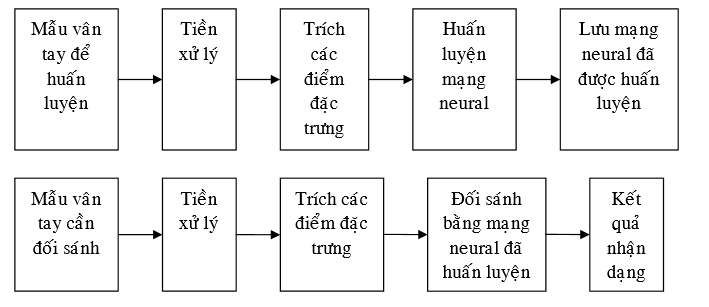 Mẫu vân
tay để
huấn
luyện
Tiền
xử lý
Trích
các
điểm
đặc
trưng
Huấn
luyện
mạng
neural
Lưu mạng
neural đã
được huấn
luyện
Mẫu vân
tay cần
đối sánh
Tiền
xử lý
Trích các
điểm đặc
trưng
Đối sánh
bằng mạng
neural đã
huấn luyện
Kết
quả
nhận
dạng